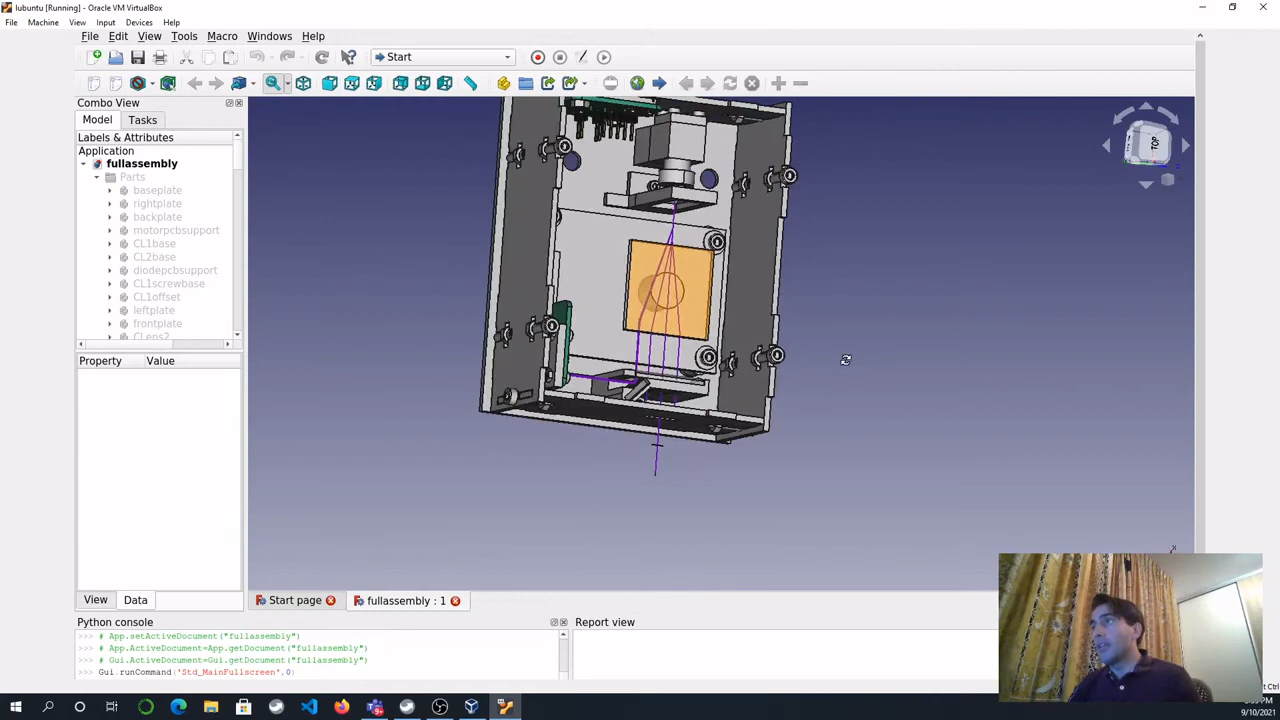 lubuntu [Running] - Oracle VM VirtualBox
File Machine View Input Devices Help
File Edit View Tools Macro Windows Help
Start
Combo View
Model Tasks
Labels & Attributes
Application
fullassembly
Parts
baseplate
rightplate
backplate
motorpcbsupport
CL1base
CL2base
diodepcbsupport
CL1screwbase
CL1offset
leftplate
frontplate
CLens2
Property Value
View Data
TOP
Start page
fullassembly : 1
Python console
Report view
>>> # App.setActiveDocument("fullassembly")
>>> # App.ActiveDocument=App.getDocument("fullassembly")
>>> # Gui.ActiveDocument=Gui.getDocument("fullassembly")
>>> Gui.runCommand('Std_MainFullscreen',0)
9/10/2021